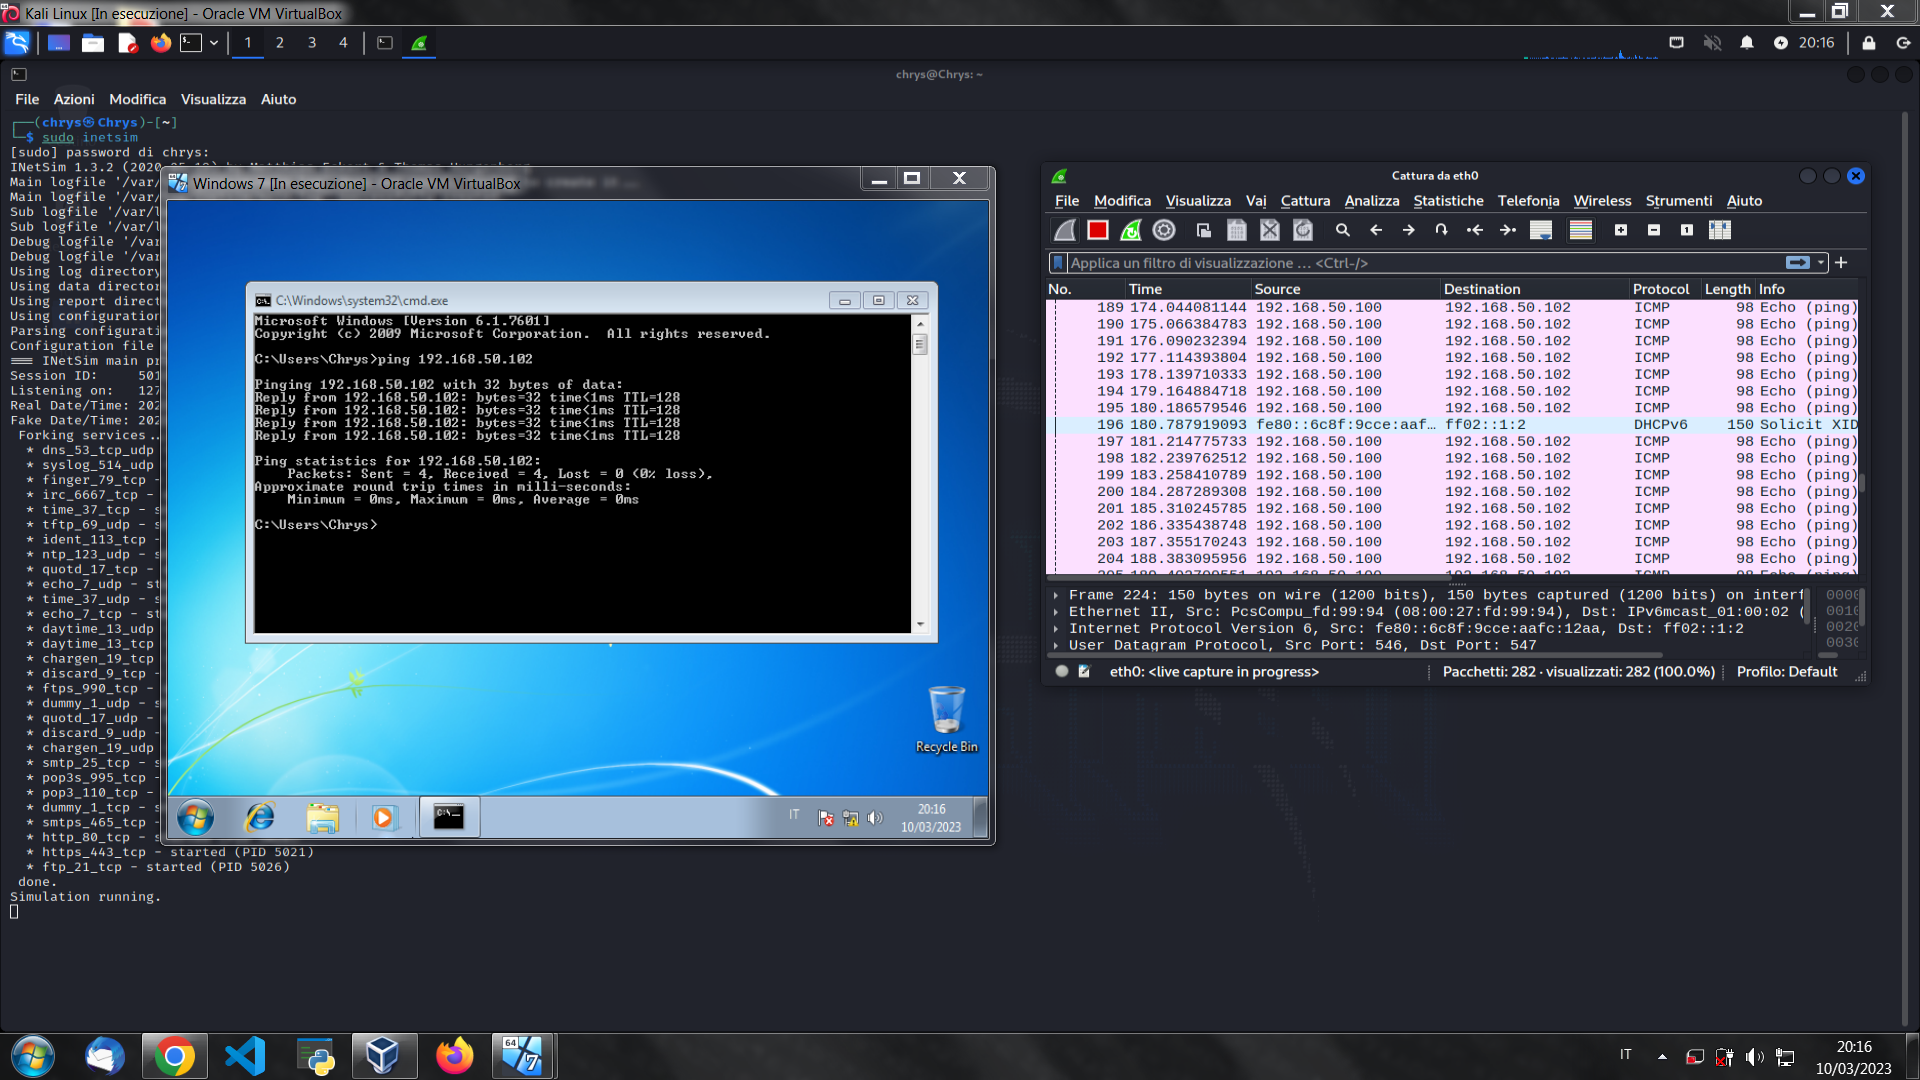 Kali Linux [In esecuzione] - Oracle VM VirtualBox
1 2 3 4
20:16
chrys@Chrys: ~
File Azioni Modifica Visualizza Aiuto
(chrys㉿Chrys)-[~]
$ sudo inetsim
[sudo] password di chrys:
INetSim 1.3.2 (2020-05-19) by Matthias Eckert & Thomas Hungenberg
Main logfile '/var/
Main logfile '/var/
Sub logfile '/var/l
Sub logfile '/var/l
Debug logfile '/var
Debug logfile '/var
Using log directory
Using data director
Using report direct
Using configuration
Parsing configurati
Configuration file
=== INetSim main pr
Session ID: 501
Listening on: 127
Real Date/Time: 202
Fake Date/Time: 202
Forking services..
* dns_53_tcp_udp
* syslog_514_udp
* finger_79_tcp -
* irc_6667_tcp -
* time_37_tcp -
* tftp_69_udp -
* ident_113_tcp
* ntp_123_udp - s
* quotd_17_tcp -
* echo_7_udp - st
* time_37_udp -
* echo_7_tcp - st
* daytime_13_udp
* daytime_13_tcp
* chargen_19_tcp
* discard_9_tcp -
* ftps_990_tcp -
* dummy_1_udp -
* quotd_17_udp -
* discard_9_udp -
* chargen_19_udp
* smtp_25_tcp -
* pop3s_995_tcp -
* pop3_110_tcp -
* dummy_1_tcp - s
* smtps_465_tcp -
* http_80_tcp - s
* https_443_tcp - started (PID 5021)
* ftp_21_tcp - started (PID 5026)
done.
Simulation running.
Windows 7 [In esecuzione] - Oracle VM VirtualBox
C:\Windows\system32\cmd.exe
Microsoft Windows [Version 6.1.7601]
Copyright (c) 2009 Microsoft Corporation. All rights reserved.
C:\Users\Chrys>ping 192.168.50.102
Pinging 192.168.50.102 with 32 bytes of data:
Reply from 192.168.50.102: bytes=32 time<1ms TTL=128
Reply from 192.168.50.102: bytes=32 time<1ms TTL=128
Reply from 192.168.50.102: bytes=32 time<1ms TTL=128
Reply from 192.168.50.102: bytes=32 time<1ms TTL=128
Ping statistics for 192.168.50.102:
Packets: Sent = 4, Received = 4, Lost = 0 (0% loss),
Approximate round trip times in milli-seconds:
Minimum = 0ms, Maximum = 0ms, Average = 0ms
C:\Users\Chrys>
Recycle Bin
IT
20:16
10/03/2023
Cattura da eth0
File Modifica Visualizza Vai Cattura Analizza Statistiche Telefonia Wireless Strumenti Aiuto
Applica un filtro di visualizzazione … <Ctrl-/>
No. Time Source Destination Protocol Length Info
189 174.044081144 192.168.50.100 192.168.50.102 ICMP 98 Echo (ping)
190 175.066384783 192.168.50.100 192.168.50.102 ICMP 98 Echo (ping)
191 176.090232394 192.168.50.100 192.168.50.102 ICMP 98 Echo (ping)
192 177.114393804 192.168.50.100 192.168.50.102 ICMP 98 Echo (ping)
193 178.139710333 192.168.50.100 192.168.50.102 ICMP 98 Echo (ping)
194 179.164884718 192.168.50.100 192.168.50.102 ICMP 98 Echo (ping)
195 180.186579546 192.168.50.100 192.168.50.102 ICMP 98 Echo (ping)
196 180.787919093 fe80::6c8f:9cce:aaf… ff02::1:2 DHCPv6 150 Solicit XID
197 181.214775733 192.168.50.100 192.168.50.102 ICMP 98 Echo (ping)
198 182.239762512 192.168.50.100 192.168.50.102 ICMP 98 Echo (ping)
199 183.258410789 192.168.50.100 192.168.50.102 ICMP 98 Echo (ping)
200 184.287289308 192.168.50.100 192.168.50.102 ICMP 98 Echo (ping)
201 185.310245785 192.168.50.100 192.168.50.102 ICMP 98 Echo (ping)
202 186.335438748 192.168.50.100 192.168.50.102 ICMP 98 Echo (ping)
203 187.355170243 192.168.50.100 192.168.50.102 ICMP 98 Echo (ping)
204 188.383095956 192.168.50.100 192.168.50.102 ICMP 98 Echo (ping)
Frame 224: 150 bytes on wire (1200 bits), 150 bytes captured (1200 bits) on interf
Ethernet II, Src: PcsCompu_fd:99:94 (08:00:27:fd:99:94), Dst: IPv6mcast_01:00:02 (
Internet Protocol Version 6, Src: fe80::6c8f:9cce:aafc:12aa, Dst: ff02::1:2
User Datagram Protocol, Src Port: 546, Dst Port: 547
0000
0010
0020
0030
eth0: <live capture in progress>
Pacchetti: 282 · visualizzati: 282 (100.0%)
Profilo: Default
64
7
IT
20:16
10/03/2023